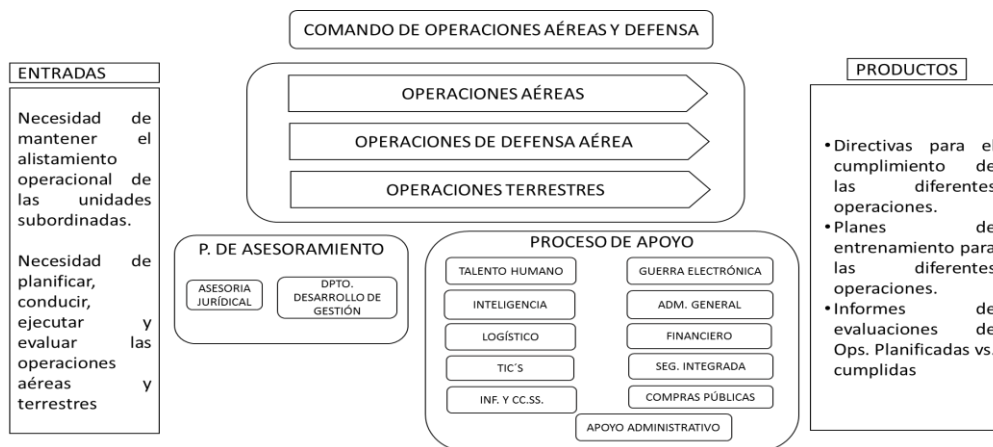 COMANDO DE OPERACIONES AÉREAS Y DEFENSA
ENTRADAS
Necesidad de
mantener el
alistamiento
operacional de
las unidades
subordinadas.
Necesidad de
planificar,
conducir,
ejecutar y
evaluar las
operaciones
aéreas y
terrestres
OPERACIONES AÉREAS
OPERACIONES DE DEFENSA AÉREA
OPERACIONES TERRESTRES
P. DE ASESORAMIENTO
ASESORIA
JURÍDICAL
DPTO.
DESARROLLO DE
GESTIÓN
PROCESO DE APOYO
TALENTO HUMANO
INTELIGENCIA
LOGÍSTICO
TIC´S
INF. Y CC.SS.
GUERRA ELECTRÓNICA
ADM. GENERAL
FINANCIERO
SEG. INTEGRADA
COMPRAS PÚBLICAS
APOYO ADMINISTRATIVO
PRODUCTOS
•Directivas para el
cumplimiento de
las diferentes
operaciones.
•Planes de
entrenamiento para
las diferentes
operaciones.
•Informes de
evaluaciones de
Ops. Planificadas vs.
cumplidas